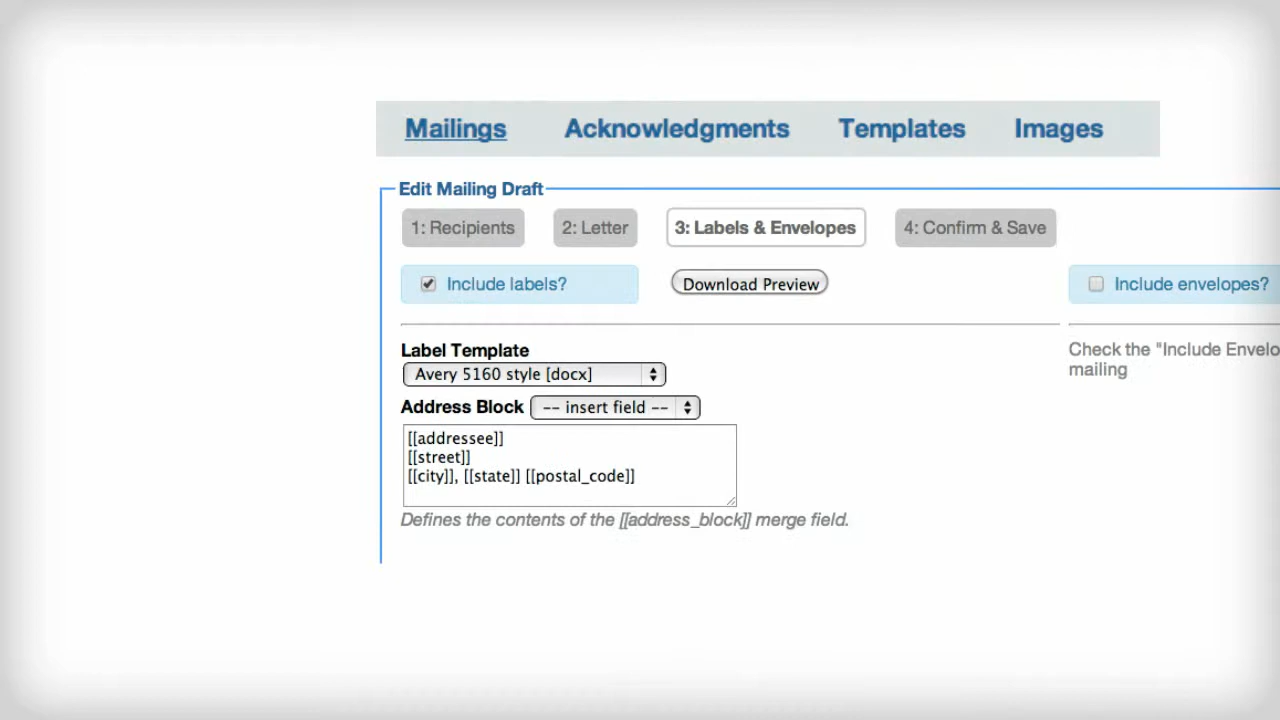 Mailings Acknowledgments Templates Images
Edit Mailing Draft
1: Recipients 2: Letter 3: Labels & Envelopes 4: Confirm & Save
Include labels? Download Preview Include envelopes?
Label Template
Avery 5160 style [docx]
Address Block -- insert field --
[[addressee]]
[[street]]
[[city]], [[state]] [[postal_code]]
Defines the contents of the [[address_block]] merge field.
Check the "Include
mailing